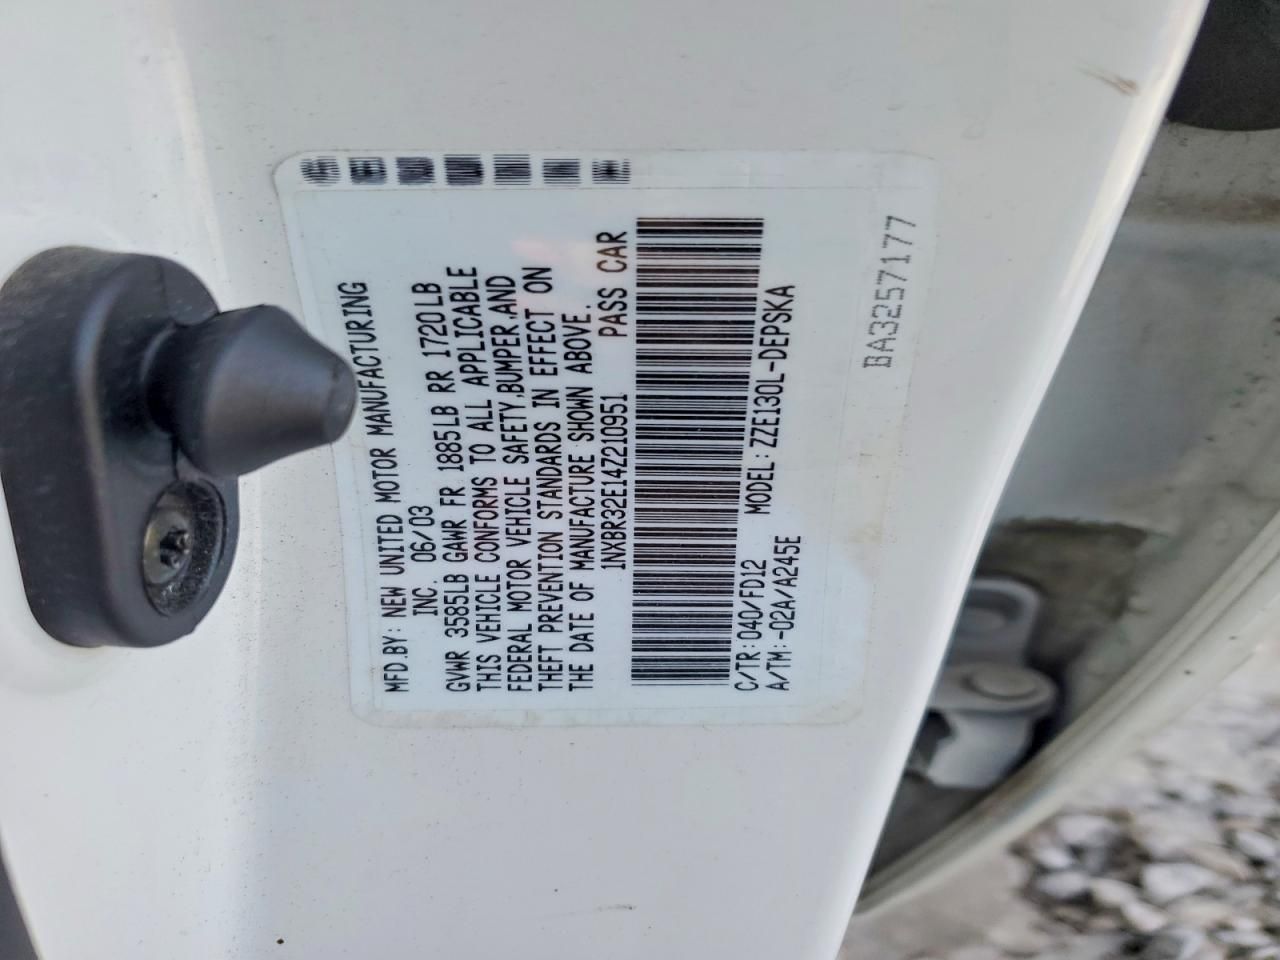 MFD.BY: NEW UNITED MOTOR MANUFACTURING
INC. 06/03
GVWR 3585LB GAWR FR 1885LB RR 1720LB
THIS VEHICLE CONFORMS TO ALL APPLICABLE
FEDERAL MOTOR VEHICLE SAFETY,BUMPER,AND
THEFT PREVENTION STANDARDS IN EFFECT ON
THE DATE OF MANUFACTURE SHOWN ABOVE.
1NXBR32E14Z210951 PASS CAR
C/TR:040/FD12 MODEL:ZZE130L-DEPSKA
A/TM:-02A/A245E
BA3257177